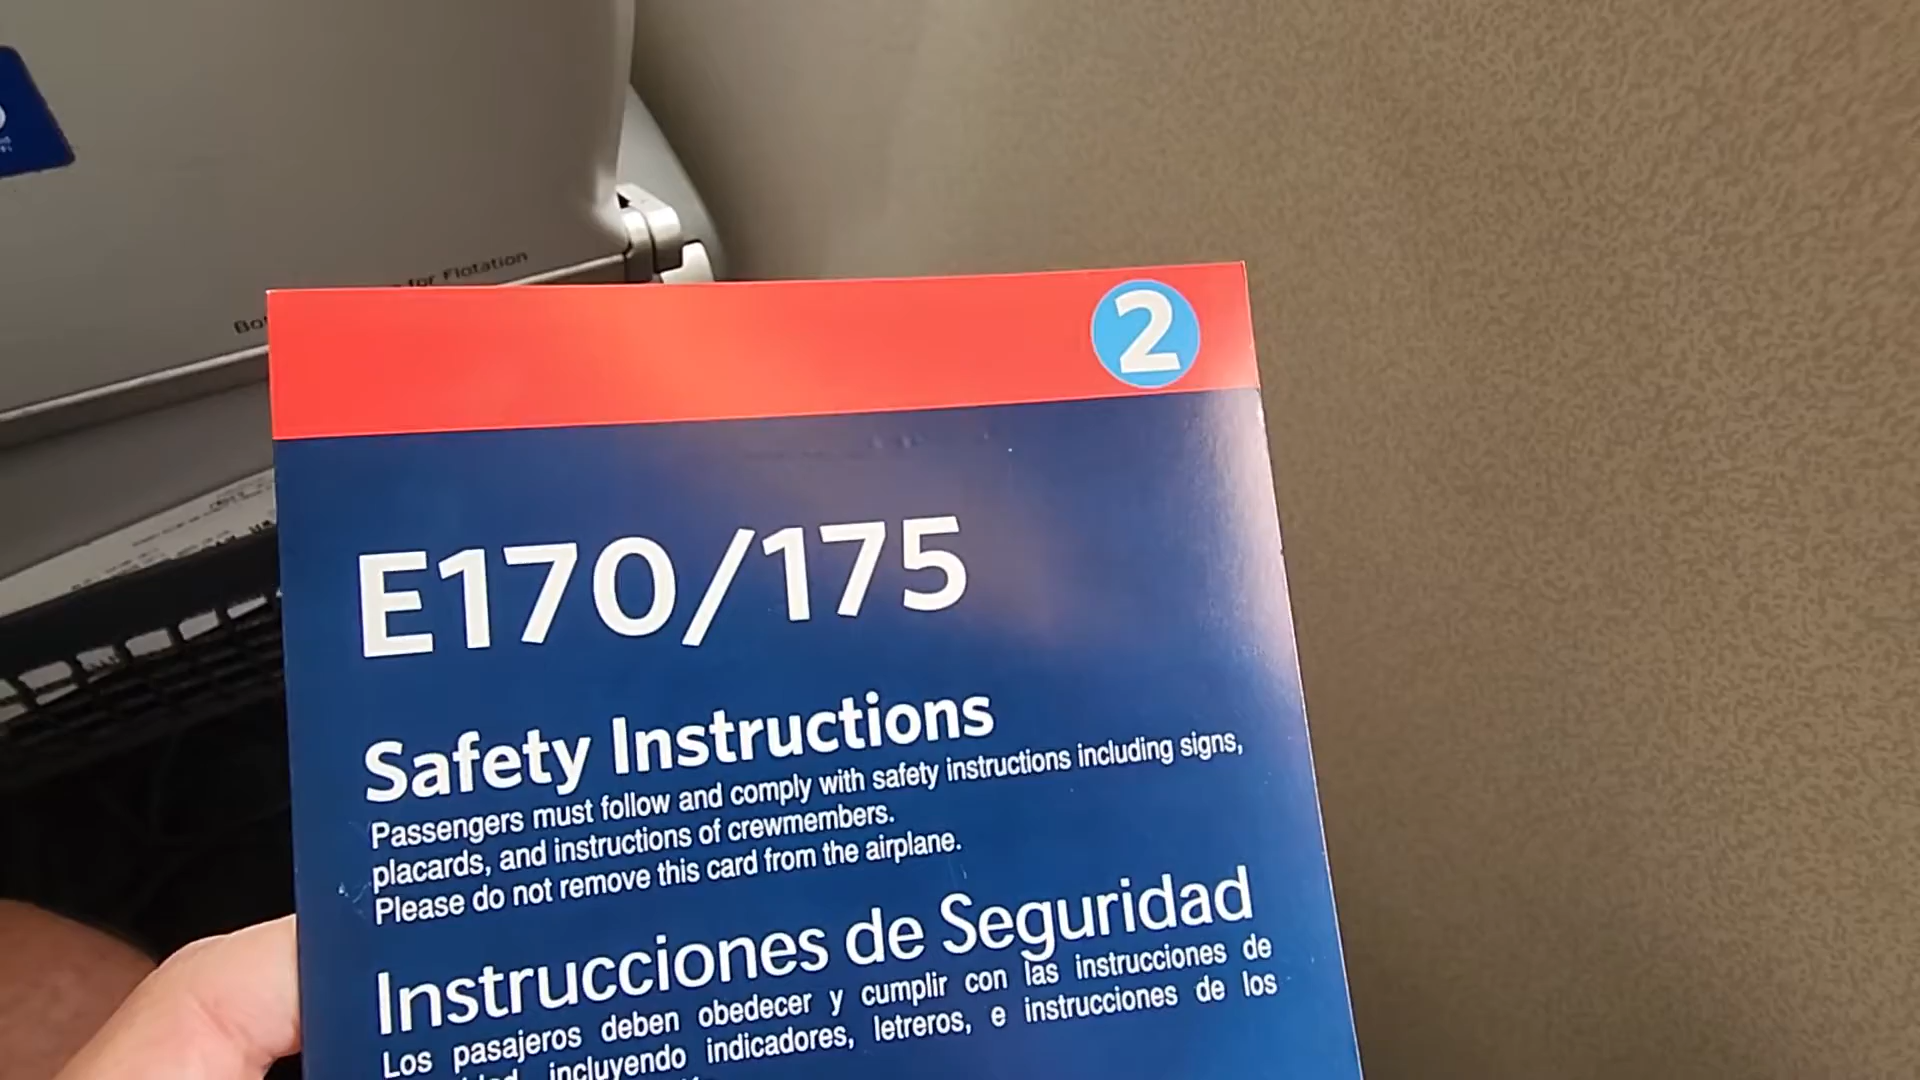 for Flotation
2
E170/175
Safety Instructions
Passengers must follow and comply with safety instructions including signs,
placards, and instructions of crewmembers.
Please do not remove this card from the airplane.
Instrucciones de Seguridad
Los pasajeros deben obedecer y cumplir con las instrucciones de
incluyendo indicadores, letreros, e instrucciones de los